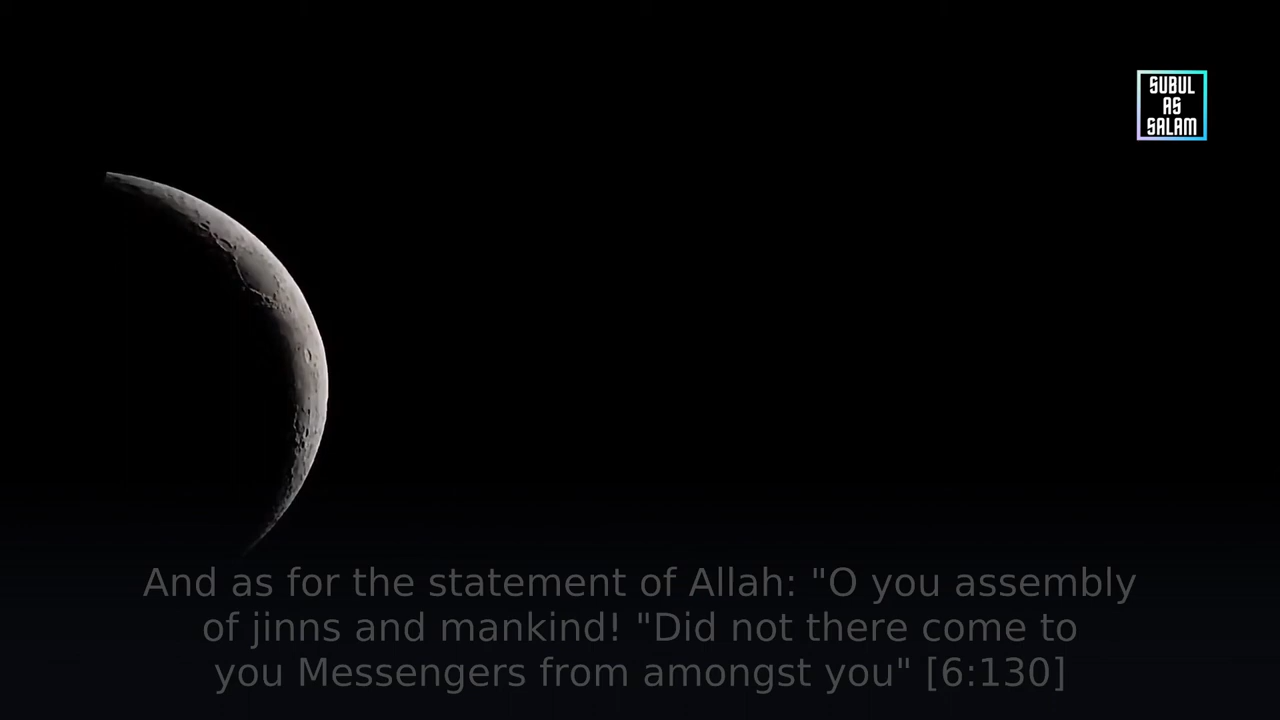 SUBUL
AS
SALAM
And as for the statement of Allah: "O you assembly
of jinns and mankind! "Did not there come to
you Messengers from amongst you" [6:130]